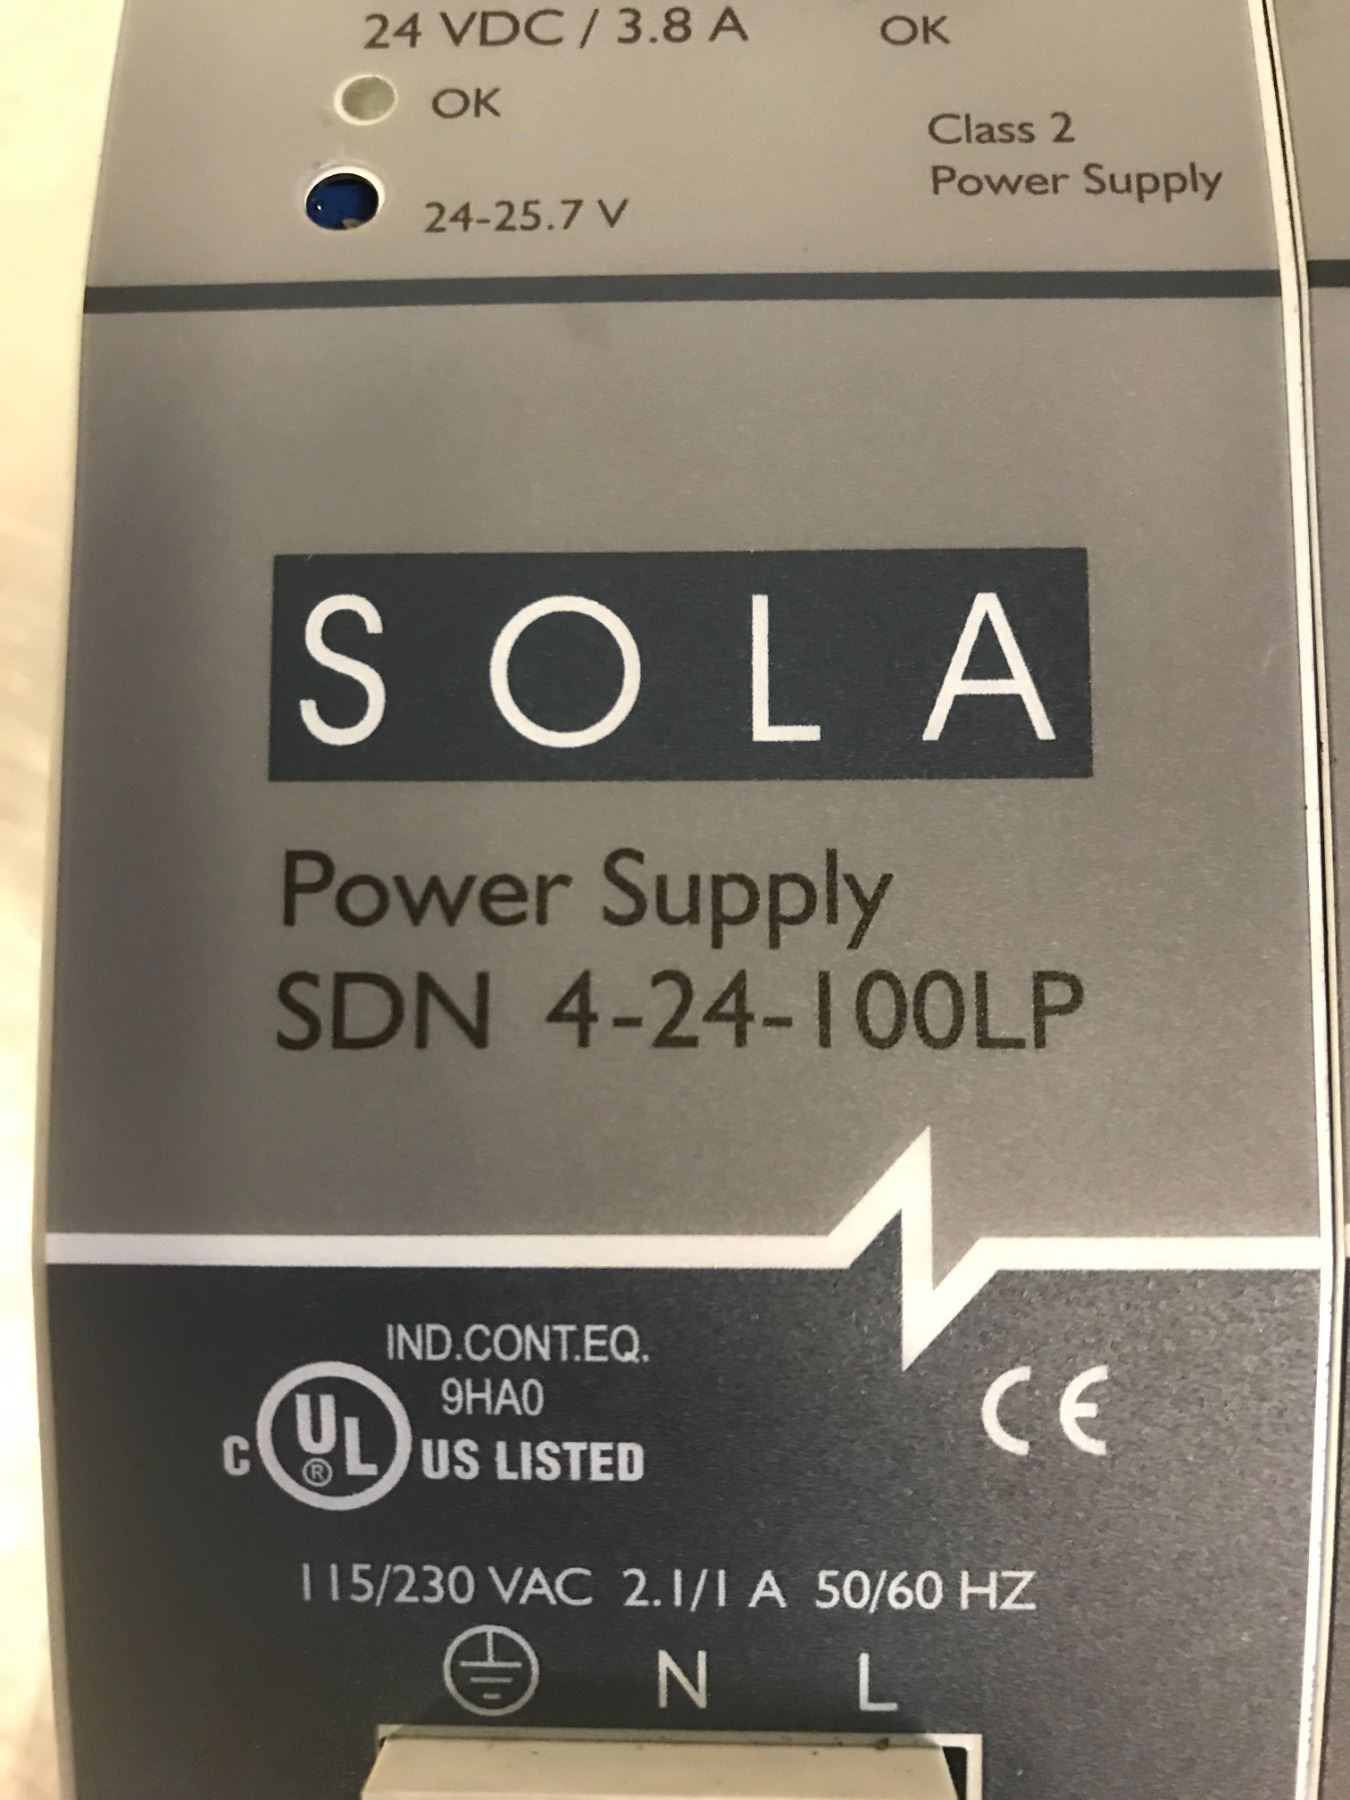 24 VDC / 3.8 A
OK
OK
Class 2
Power Supply
24-25.7 V
SOLA
Power Supply
SDN 4-24-100LP
IND.CONT.EQ.
9HA0
C UL ® US LISTED
CE
115/230 VAC 2.1/1 A 50/60 HZ
N L